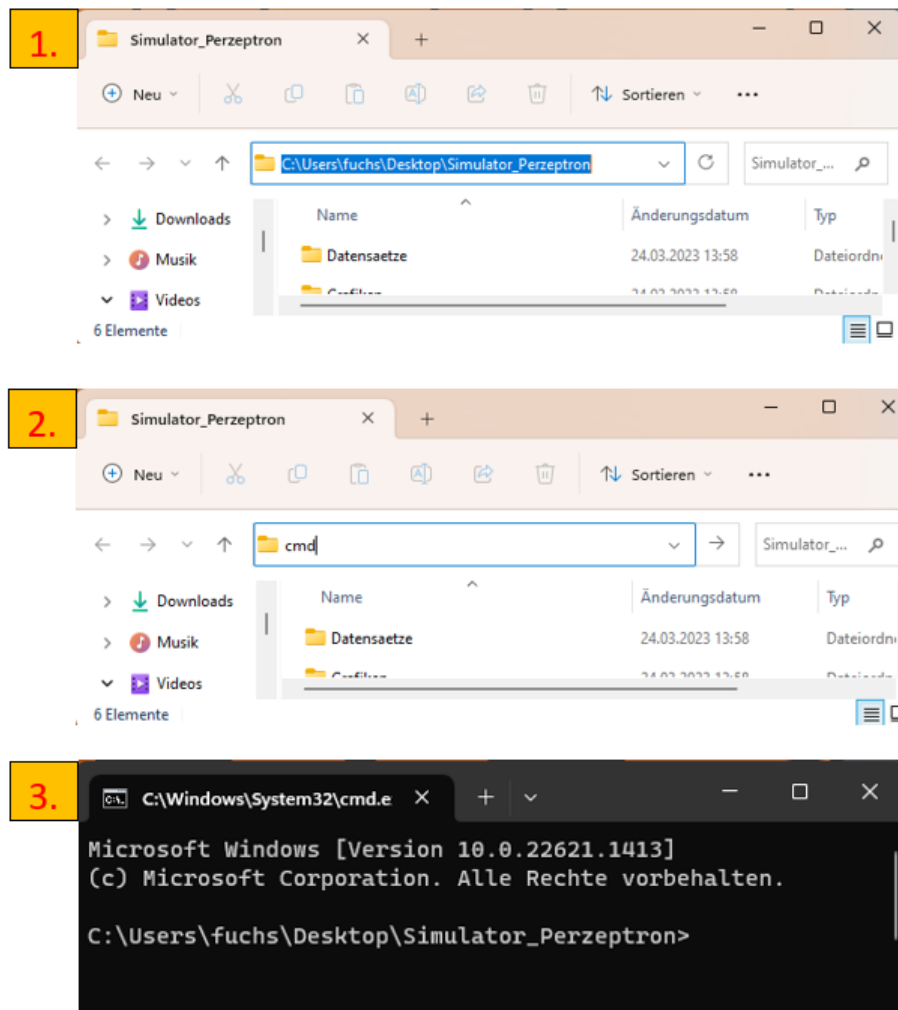 1.
Simulator_Perzeptron
Neu
Sortieren
C:\Users\fuchs\Desktop\Simulator_Perzeptron
Simulator_...
Downloads
Name
Änderungsdatum
Typ
Datensaetze
24.03.2023 13:58
Dateiordn
Musik
Videos
6 Elemente
2.
Simulator_Perzeptron
Neu
Sortieren
cmd
Simulator_...
Downloads
Name
Änderungsdatum
Typ
Datensaetze
24.03.2023 13:58
Dateiordn
Musik
Videos
6 Elemente
3.
C:\Windows\System32\cmd.e
Microsoft Windows [Version 10.0.22621.1413]
(c) Microsoft Corporation. Alle Rechte vorbehalten.
C:\Users\fuchs\Desktop\Simulator_Perzeptron>